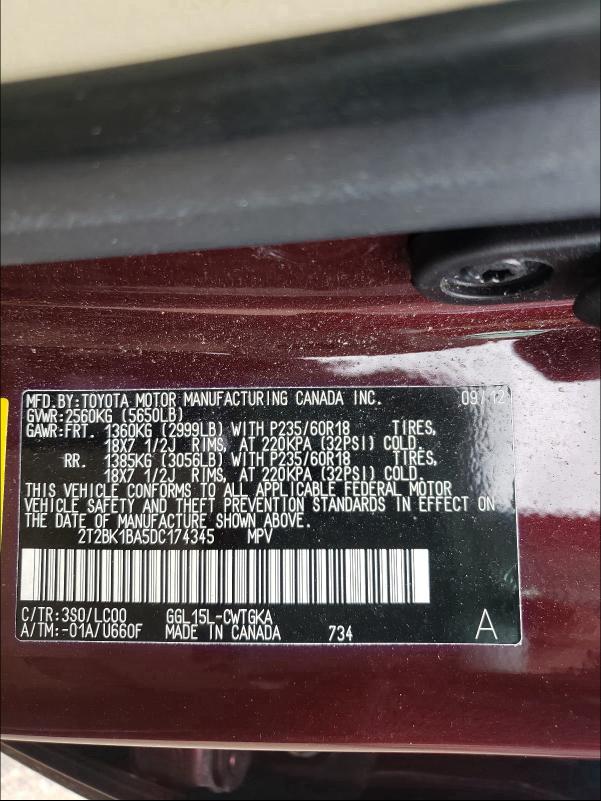 MFD.BY:TOYOTA MOTOR MANUFACTURING CANADA INC. 09/12
GVWR:2560KG (5650LB)
GAWR:FRT. 1360KG (2999LB) WITH P235/60R18 TIRES,
18X7 1/2J RIMS, AT 220KPA (32PSI) COLD.
RR. 1385KG (3056LB) WITH P235/60R18 TIRES,
18X7 1/2J RIMS, AT 220KPA (32PSI) COLD.
THIS VEHICLE CONFORMS TO ALL APPLICABLE FEDERAL MOTOR
VEHICLE SAFETY AND THEFT PREVENTION STANDARDS IN EFFECT ON
THE DATE OF MANUFACTURE SHOWN ABOVE.
2T2BK1BA5DC174345 MPV
C/TR:3S0/LC00 GGL15L-CWTGKA
A/TM:-01A/U660F MADE IN CANADA 734 A